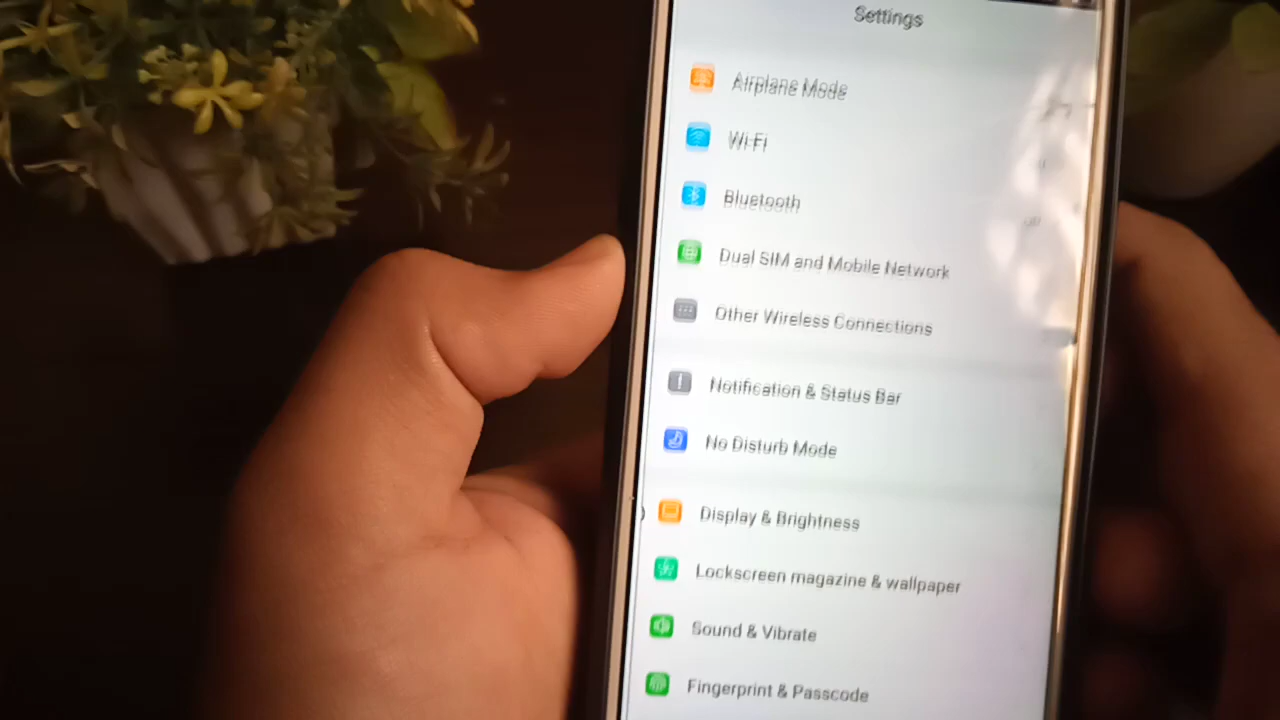 Settings
Airplane Mode
Wi-Fi
Bluetooth
Dual SIM and Mobile Network
Other Wireless Connections
Notification & Status Bar
No Disturb Mode
Display & Brightness
Lockscreen magazine & wallpaper
Sound & Vibrate
Fingerprint & Passcode